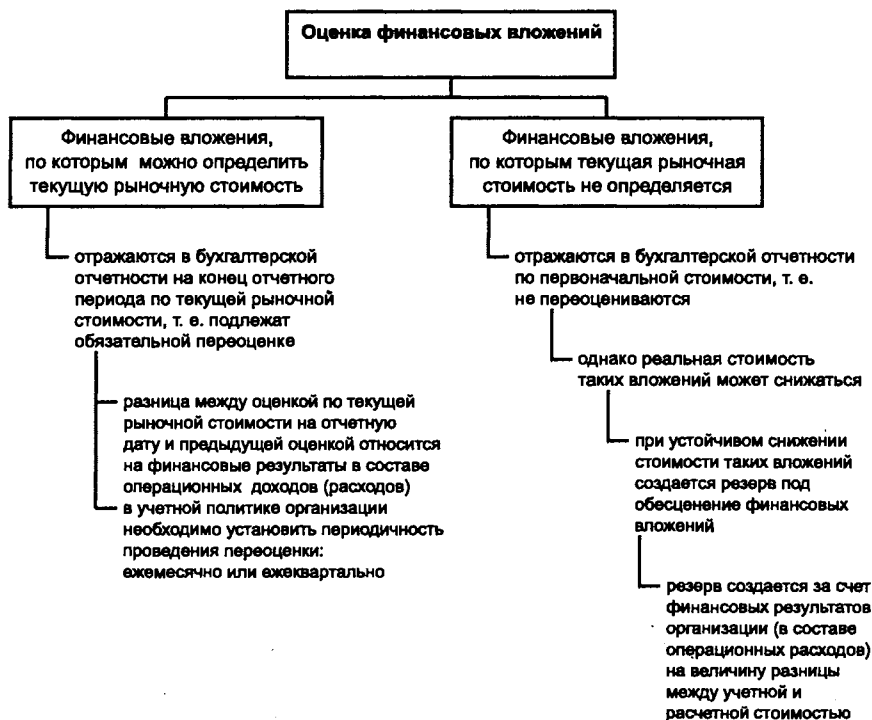 Оценка финансовых вложений
Финансовые вложения,
по которым можно определить
текущую рыночную стоимость
Финансовые вложения,
по которым текущая рыночная
стоимость не определяется
отражаются в бухгалтерской
отчетности на конец отчетного
периода по текущей рыночной
стоимости, т. е. подлежат
обязательной переоценке
разница между оценкой по текущей
рыночной стоимости на отчетную
дату и предыдущей оценкой относится
на финансовые результаты в составе
операционных доходов (расходов)
в учетной политике организации
необходимо установить периодичность
проведения переоценки:
ежемесячно или ежеквартально
отражаются в бухгалтерской отчетности
по первоначальной стоимости, т. е.
не переоцениваются
однако реальная стоимость
таких вложений может снижаться
при устойчивом снижении
стоимости таких вложений
создается резерв под
обесценение финансовых
вложений
резерв создается за счет
финансовых результатов
организации (в составе
операционных расходов)
на величину разницы
между учетной и
расчетной стоимостью